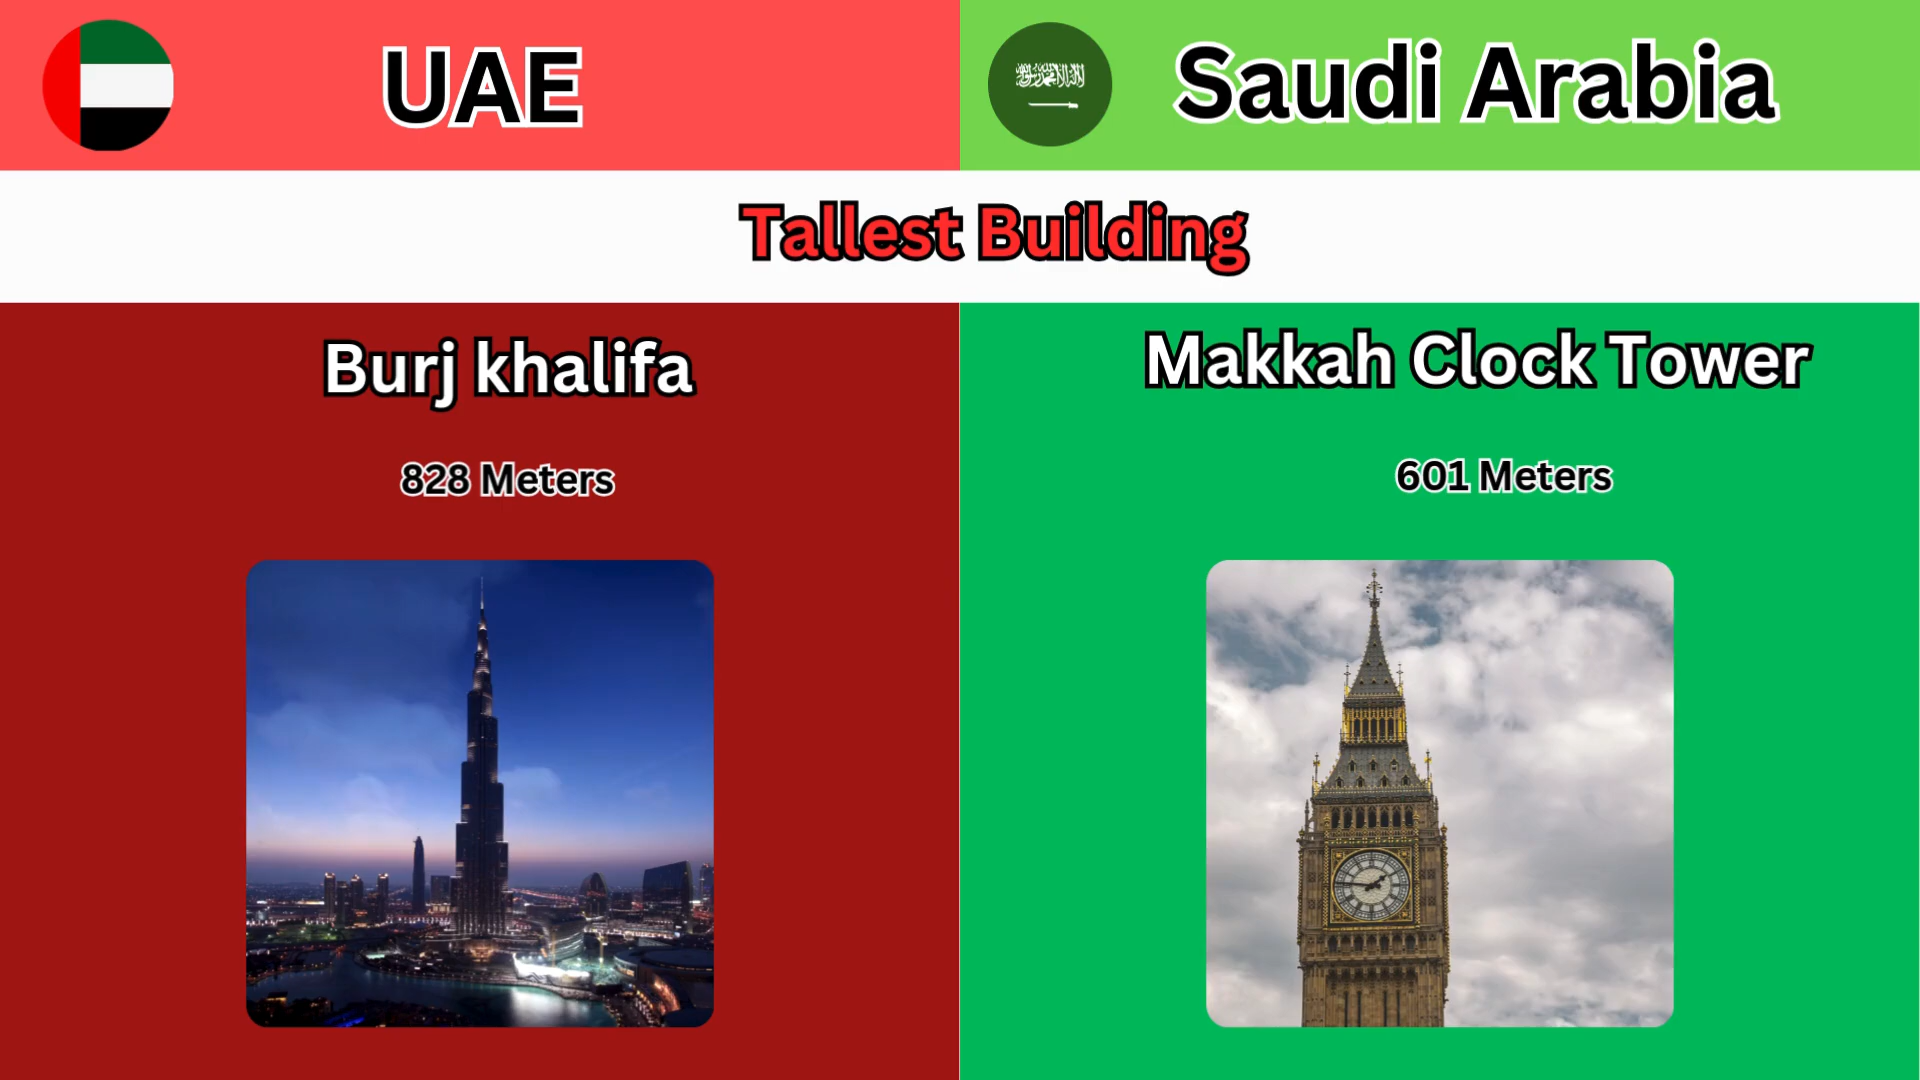 UAE
Saudi Arabia
Tallest Building
Burj khalifa
Makkah Clock Tower
828 Meters
601 Meters